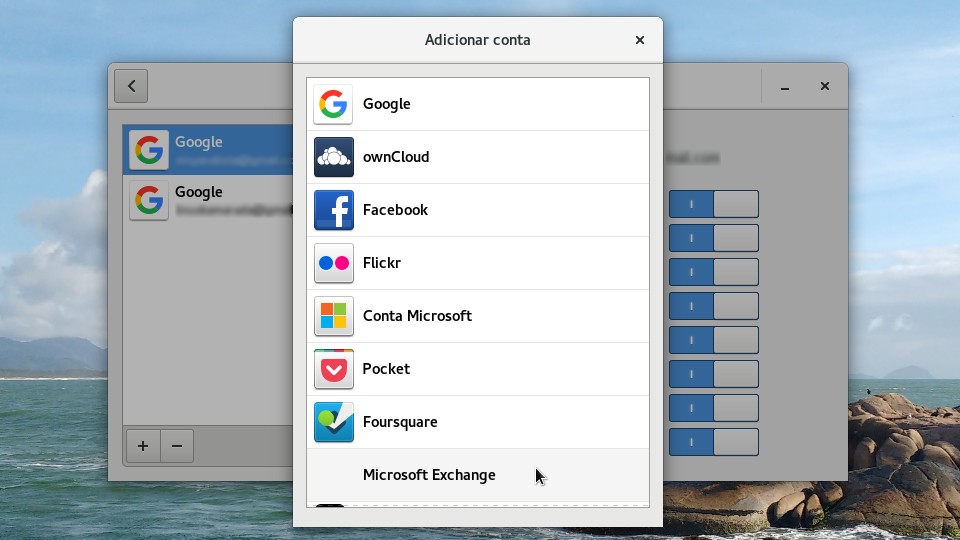 Adicionar conta
Google
Google
Google
ownCloud
Facebook
Flickr
Conta Microsoft
Pocket
Foursquare
Microsoft Exchange